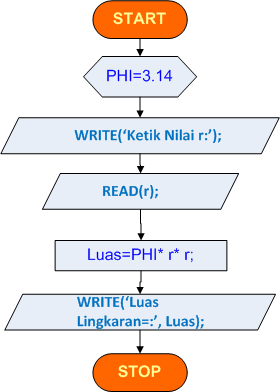 START
PHI=3.14
WRITE(‘Ketik Nilai r:’);
READ(r);
Luas=PHI* r* r;
WRITE(‘Luas
Lingkaran=:’, Luas);
STOP